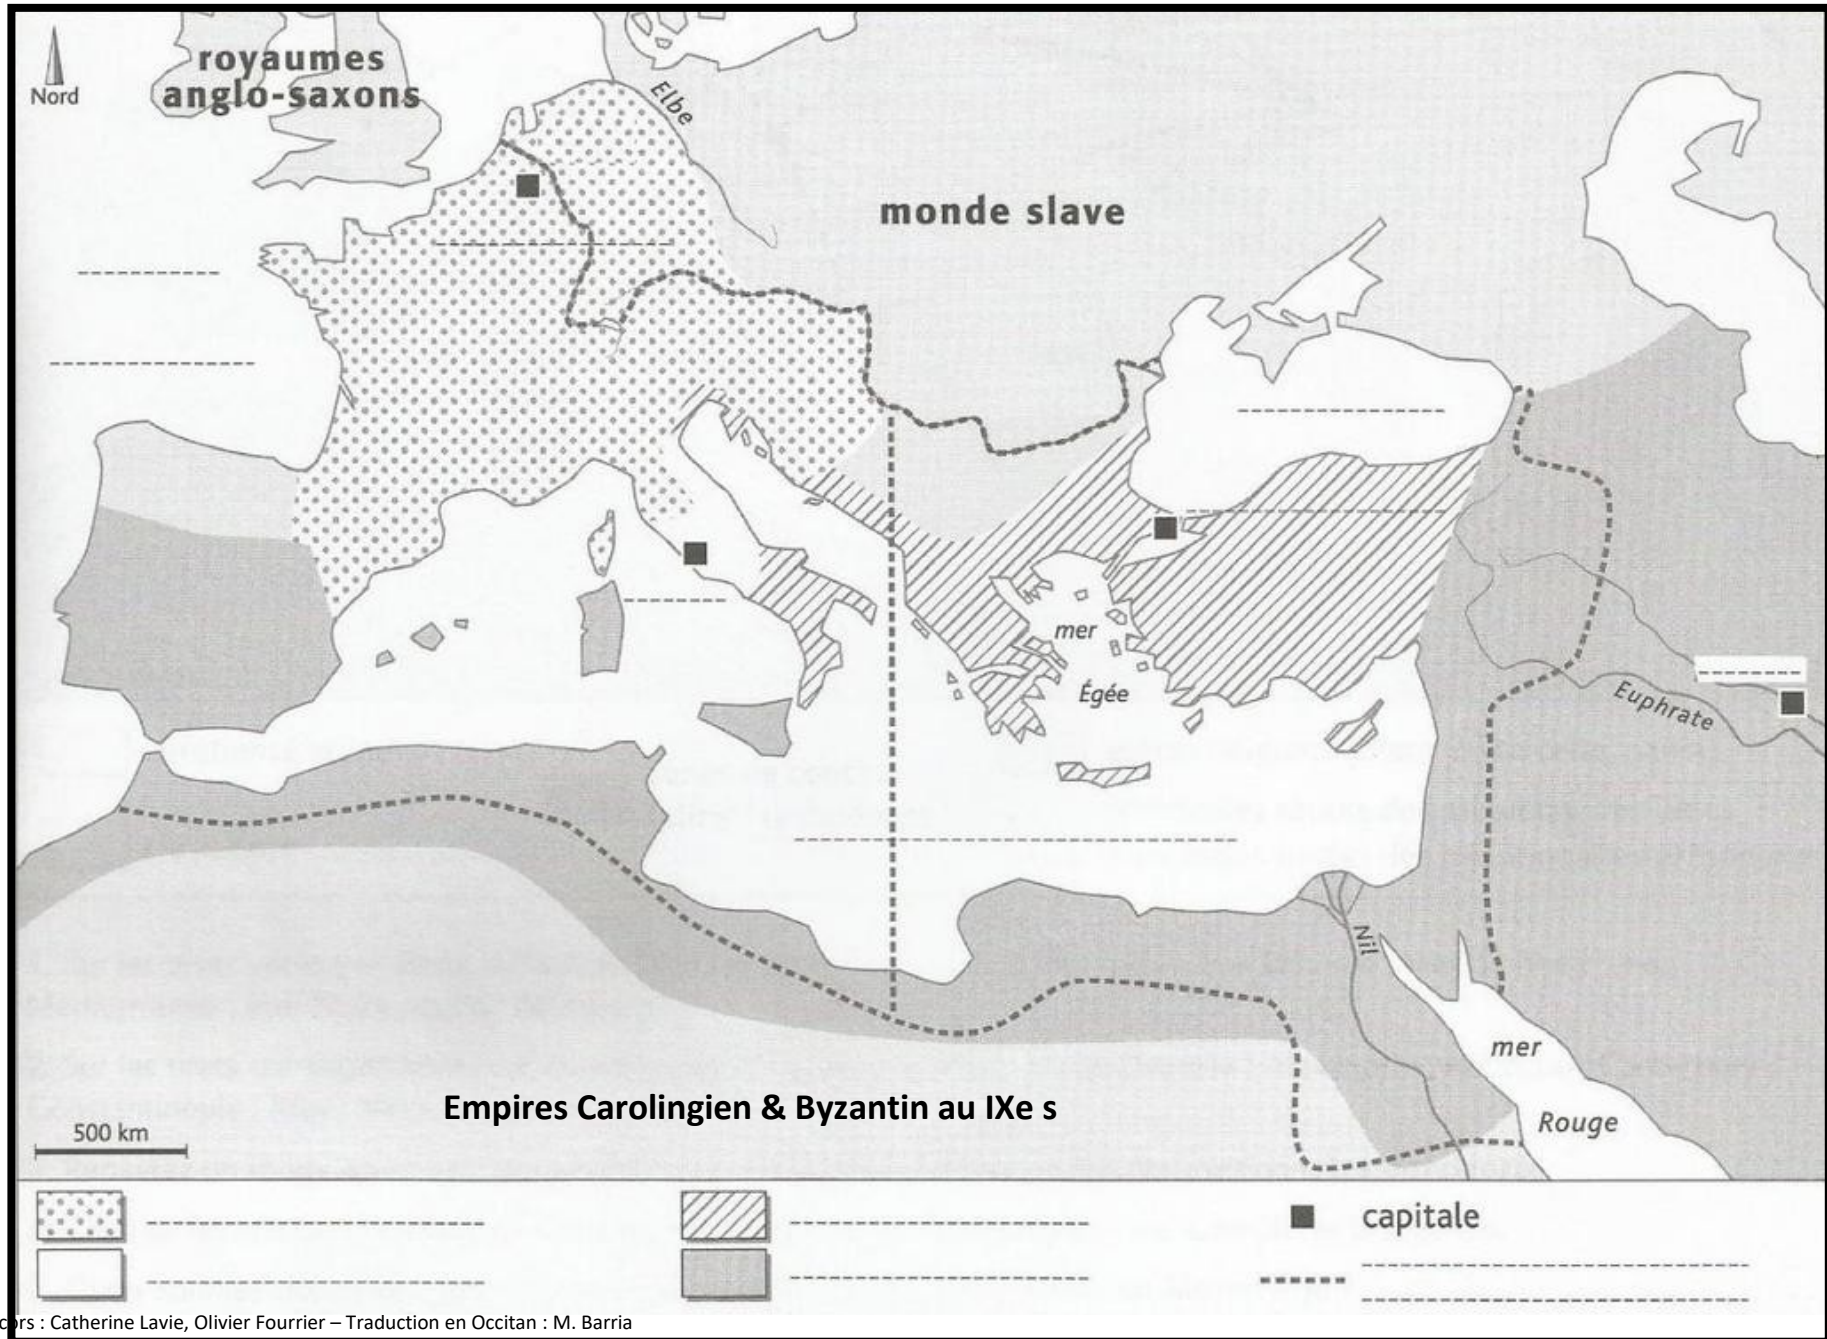 royaumes
anglo-saxons
Nord
Elbe
monde slave
mer
Égée
Euphrate
Nil
mer
Rouge
Empires Carolingien & Byzantin au IXe s
500 km
capitale
: Catherine Lavie, Olivier Fourrier – Traduction en Occitan : M. Barria